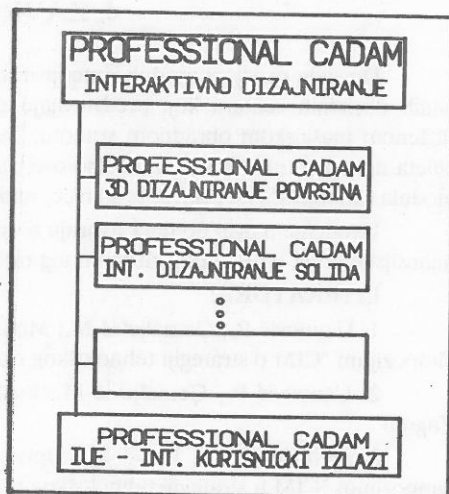 PROFESSIONAL CADAM
INTERAKTIVNO DIZAJNIRANJE
PROFESSIONAL CADAM
3D DIZAJNIRANJE POVRSINA
PROFESSIONAL CADAM
INT. DIZAJNIRANJE SOLIDA
PROFESSIONAL CADAM
IUE - INT. KORISNICKI IZLAZI